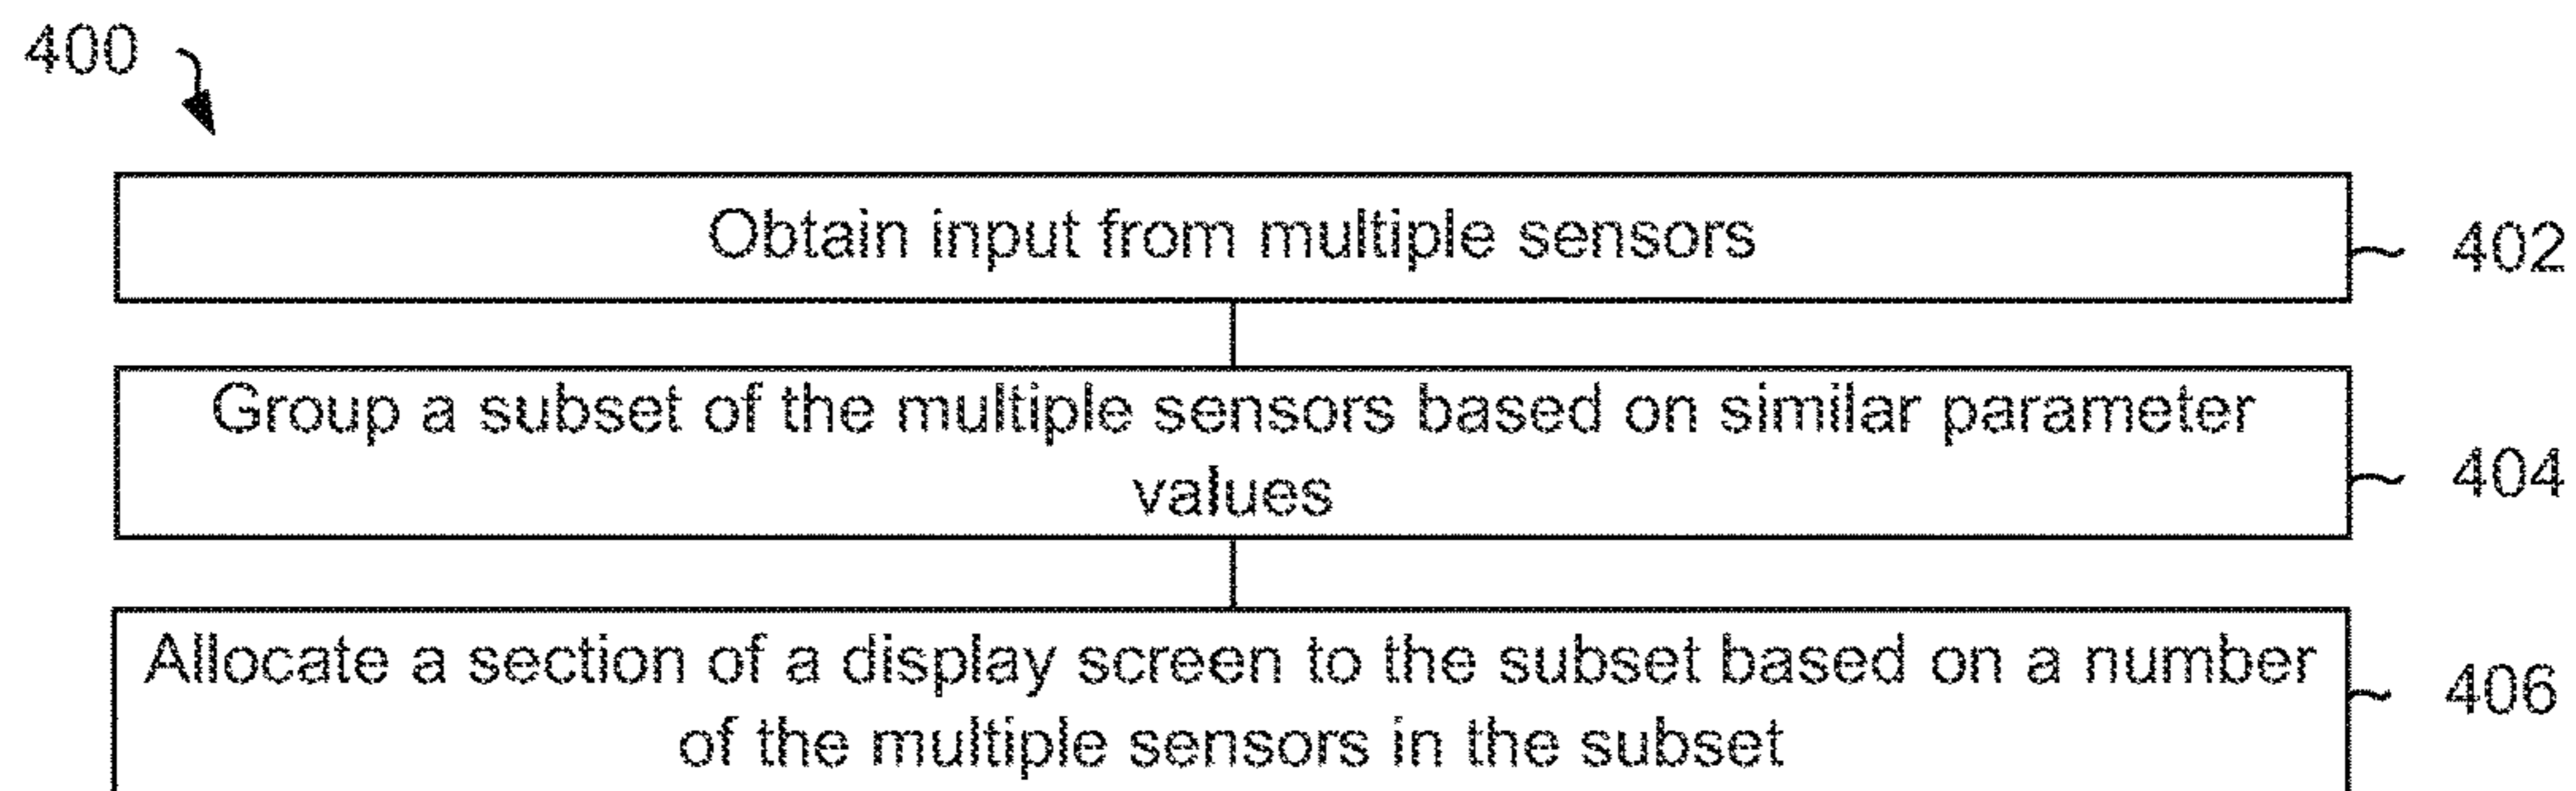 400
Obtain input from multiple sensors
402
Group a subset of the multiple sensors based on similar parameter
values
404
Allocate a section of a display screen to the subset based on a number
of the multiple sensors in the subset
406